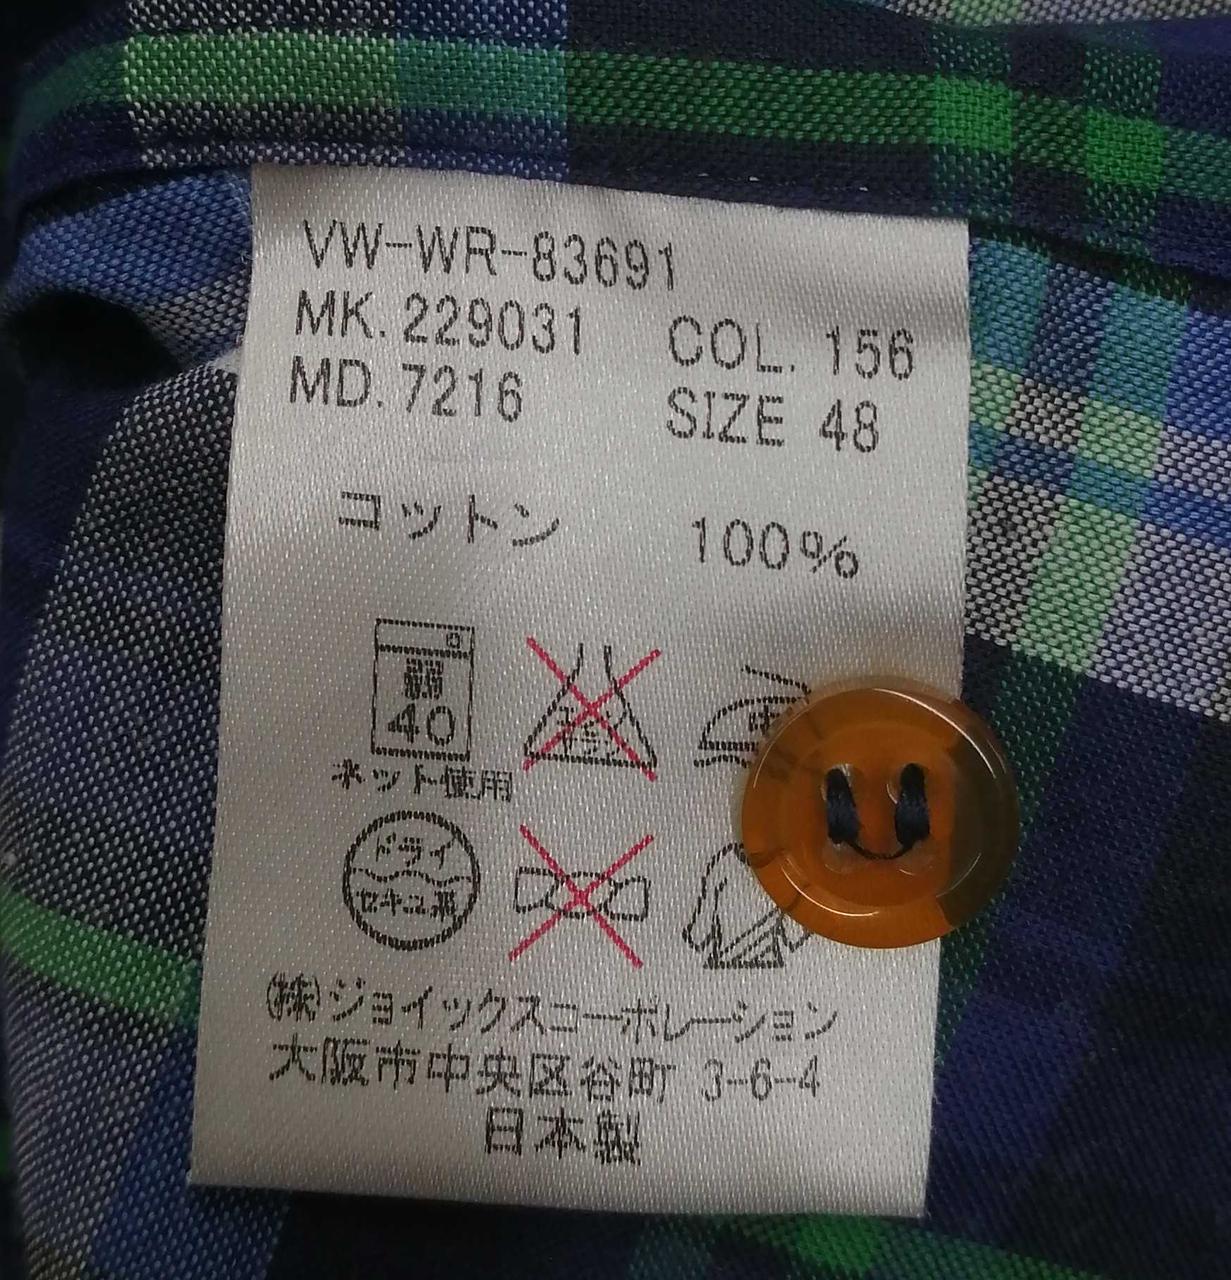 VW-WR-83691
MK. 229031 COL. 156
MD. 7216 SIZE 48
コットン 100%
弱
40
ネット使用
中
ドライ
セキユ系
(株)ジョイックスコーポレーション
大阪市中央区谷町 3-6-4
日本製